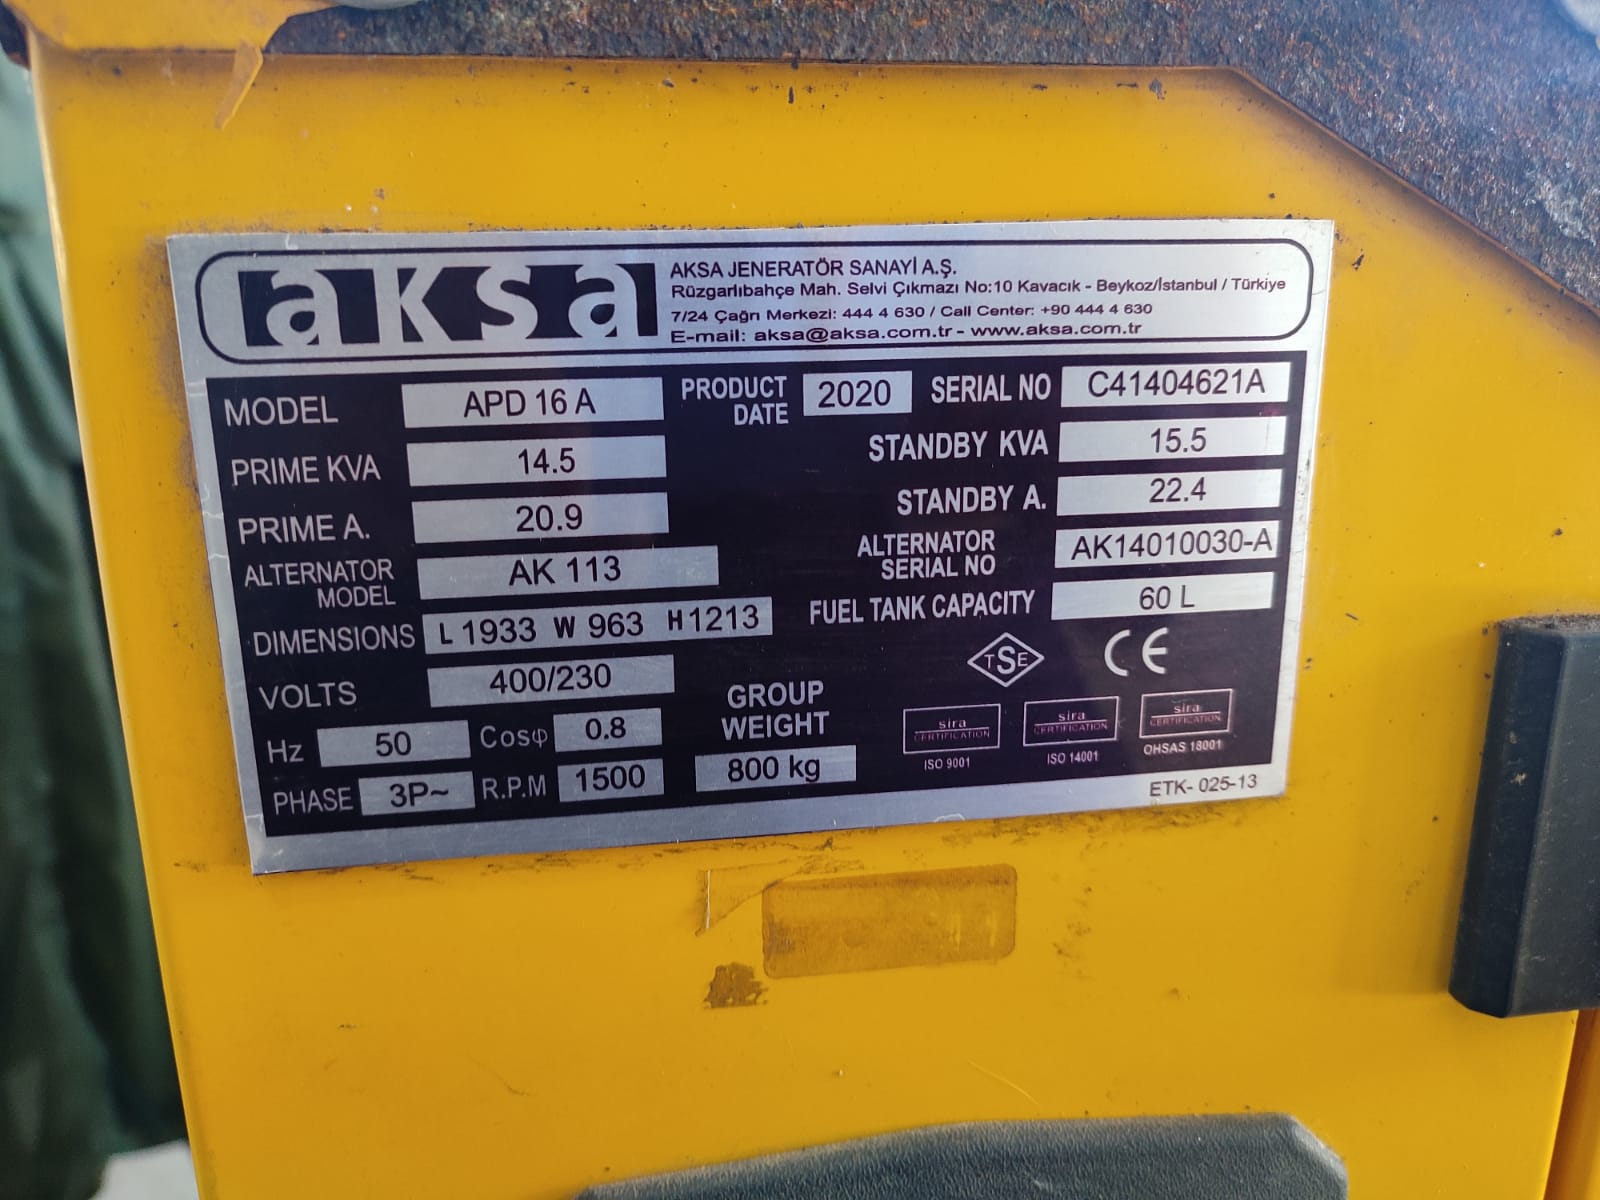 aksa
AKSA JENERATÖR SANAYİ A.Ş.
Rüzgarlıbahçe Mah. Selvi Çıkmazı No:10 Kavacık - Beykoz/İstanbul / Türkiye
7/24 Çağrı Merkezi: 444 4 630 / Call Center: +90 444 4 630
E-mail: aksa@aksa.com.tr - www.aksa.com.tr
MODEL APD 16 A PRODUCT DATE 2020 SERIAL NO C41404621A
PRIME KVA 14.5 STANDBY KVA 15.5
PRIME A. 20.9 STANDBY A. 22.4
ALTERNATOR MODEL AK 113 ALTERNATOR SERIAL NO AK14010030-A
DIMENSIONS L 1933 W 963 H 1213 FUEL TANK CAPACITY 60 L
VOLTS 400/230 GROUP WEIGHT 800 kg TSE CE
Hz 50 Cosφ 0.8
PHASE 3P~ R.P.M 1500
sira CERTIFICATION ISO 9001
sira CERTIFICATION ISO 14001
sira CERTIFICATION OHSAS 18001
ETK- 025-13